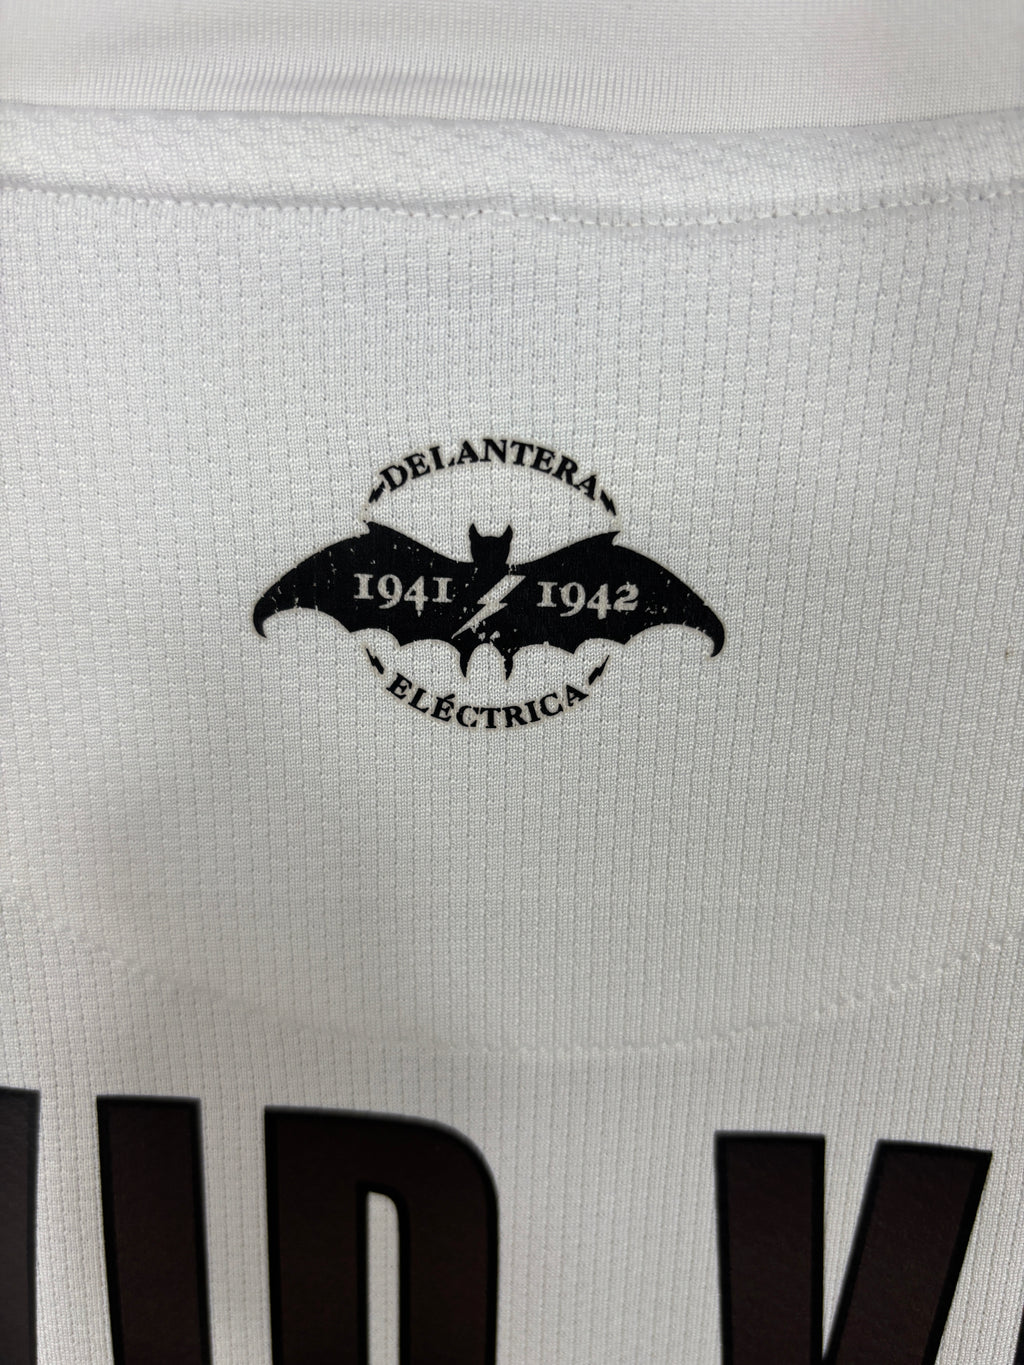 DELANTERA
1941 1942
ELÉCTRICA